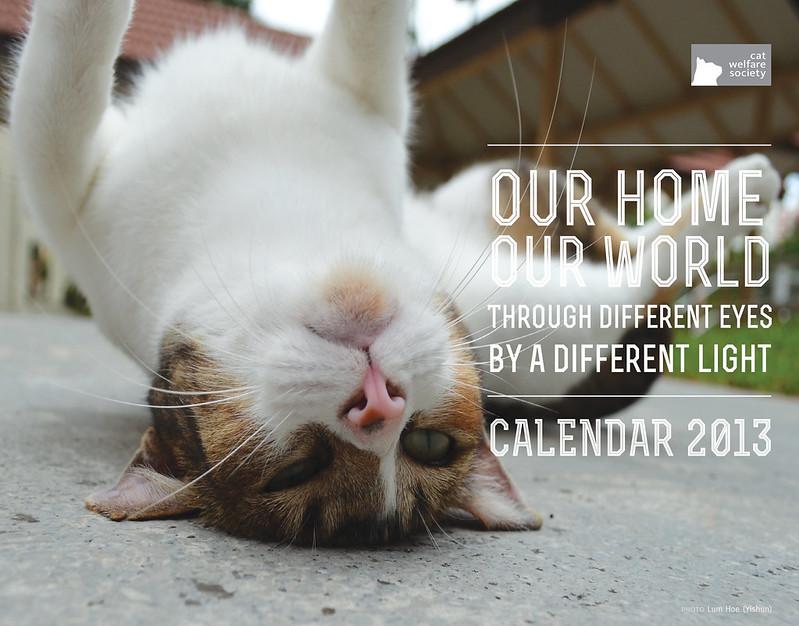 cat
welfare
society
OUR HOME
OUR WORLD
THROUGH DIFFERENT EYES
BY A DIFFERENT LIGHT
CALENDAR 2013
PHOTO Lum Hoe (Yishun)